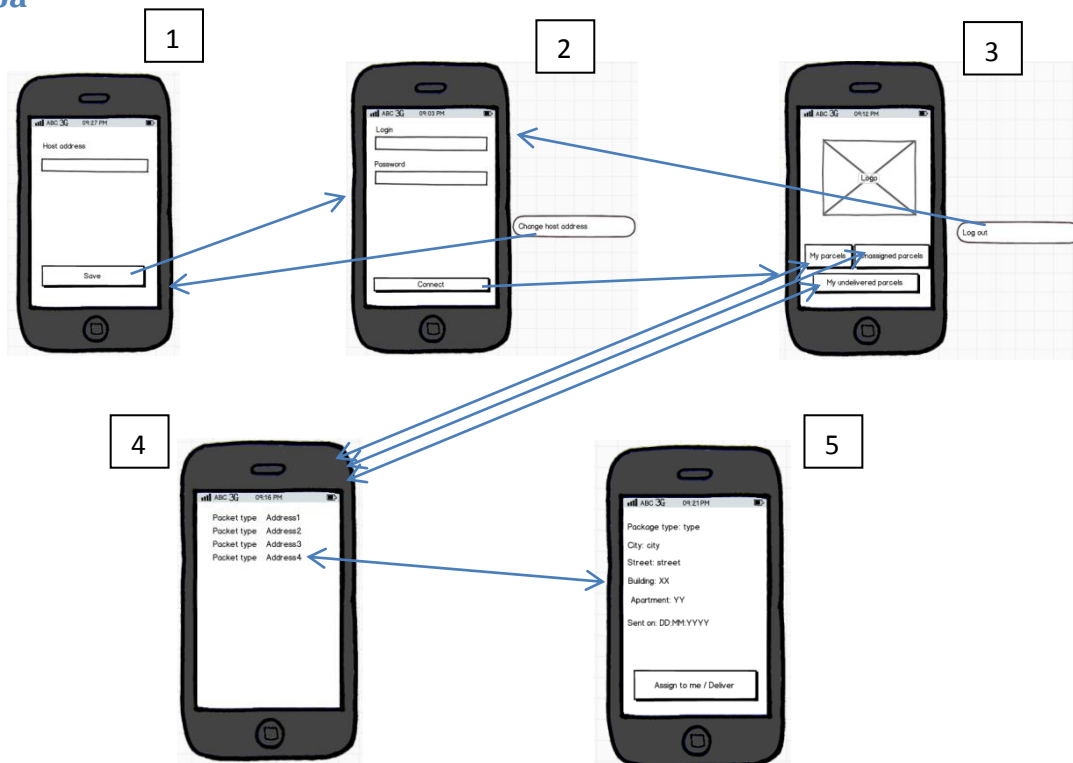 1
2
3
ABC 3G 09:27 PM
Host address
Save
ABC 3G 09:03 PM
Login
Password
Change host address
Connect
ABC 3G 09:12 PM
Logo
Log out
My parcels
Unassigned parcels
My undelivered parcels
4
5
ABC 3G 09:16 PM
Packet type Address1
Packet type Address2
Packet type Address3
Packet type Address4
ABC 3G 09:21 PM
Package type: type
City: city
Street: street
Building: XX
Apartment: YY
Sent on: DD:MM:YYYY
Assign to me / Deliver